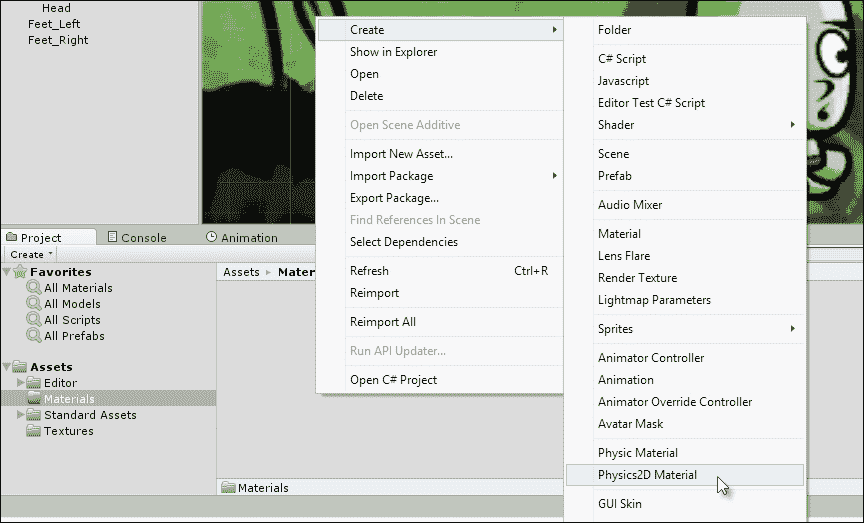 Head
Feet_Left
Feet_Right
Create
Show in Explorer
Open
Delete
Open Scene Additive
Import New Asset...
Import Package
Export Package...
Find References In Scene
Select Dependencies
Refresh Ctrl+R
Reimport
Reimport All
Run API Updater...
Open C# Project
Folder
C# Script
Javascript
Editor Test C# Script
Shader
Scene
Prefab
Audio Mixer
Material
Lens Flare
Render Texture
Lightmap Parameters
Sprites
Animator Controller
Animation
Animator Override Controller
Avatar Mask
Physic Material
Physics2D Material
GUI Skin
Project
Console
Animation
Create
Favorites
All Materials
All Models
All Scripts
All Prefabs
Assets
Editor
Materials
Standard Assets
Textures
Assets Mater
Materials